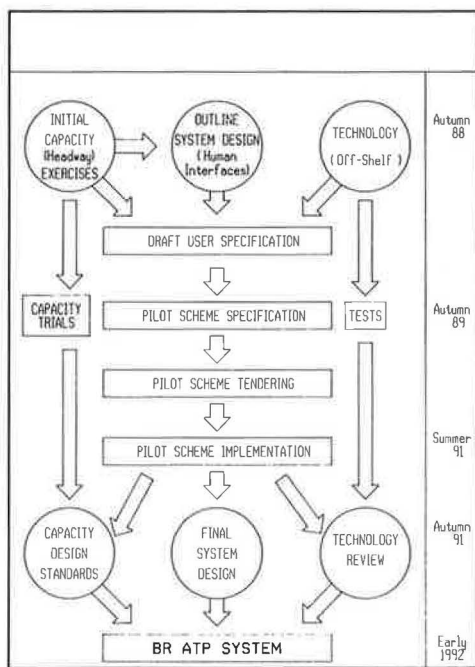 INITIAL
CAPACITY
(Headway)
EXERCISES
OUTLINE
SYSTEM DESIGN
(Human
Interfaces)
TECHNOLOGY
(Off-Shelf)
Autumn
88
DRAFT USER SPECIFICATION
CAPACITY
TRIALS
PILOT SCHEME SPECIFICATION
TESTS
Autumn
89
PILOT SCHEME TENDERING
PILOT SCHEME IMPLEMENTATION
Summer
91
CAPACITY
DESIGN
STANDARDS
FINAL
SYSTEM
DESIGN
TECHNOLOGY
REVIEW
Autumn
91
BR ATP SYSTEM
Early
1992